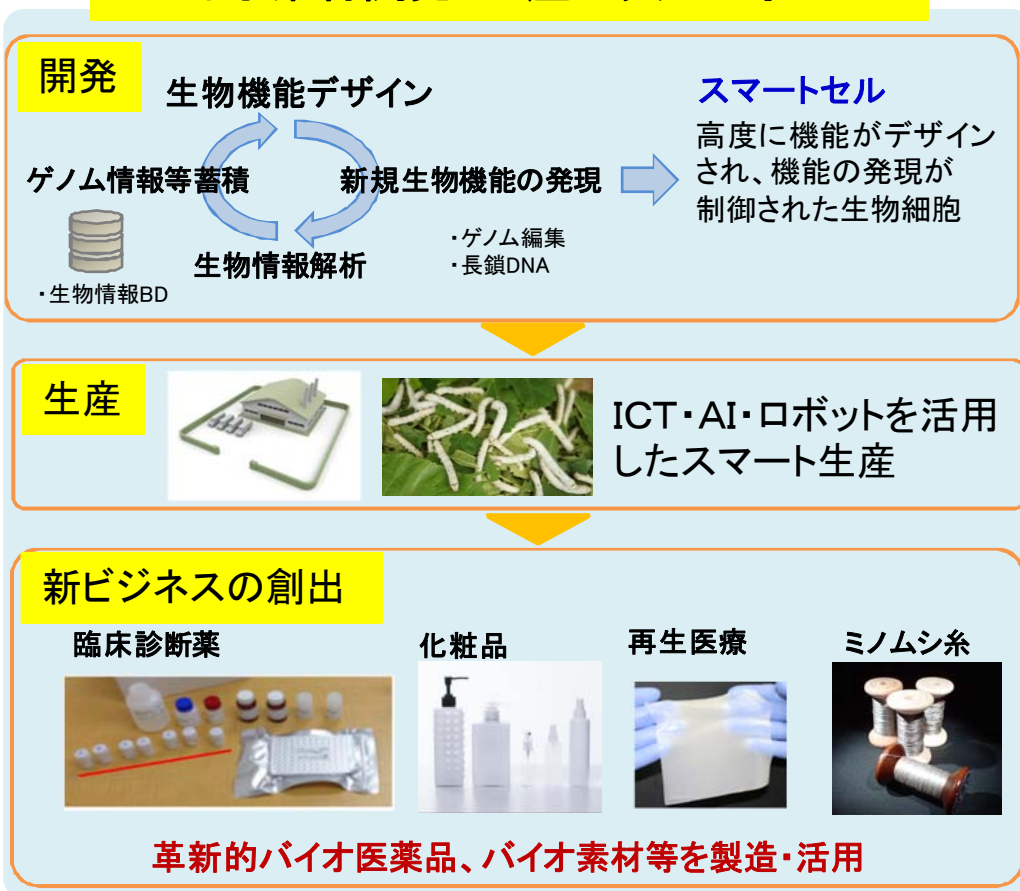 開発
生物機能デザイン
スマートセル
高度に機能がデザイン
され、機能の発現が
制御された生物細胞
ゲノム情報等蓄積
新規生物機能の発現
・ゲノム編集
・長鎖DNA
生物情報解析
・生物情報BD
生産
ICT・AI・ロボットを活用
したスマート生産
新ビジネスの創出
臨床診断薬
化粧品
再生医療
ミノムシ糸
革新的バイオ医薬品、バイオ素材等を製造・活用